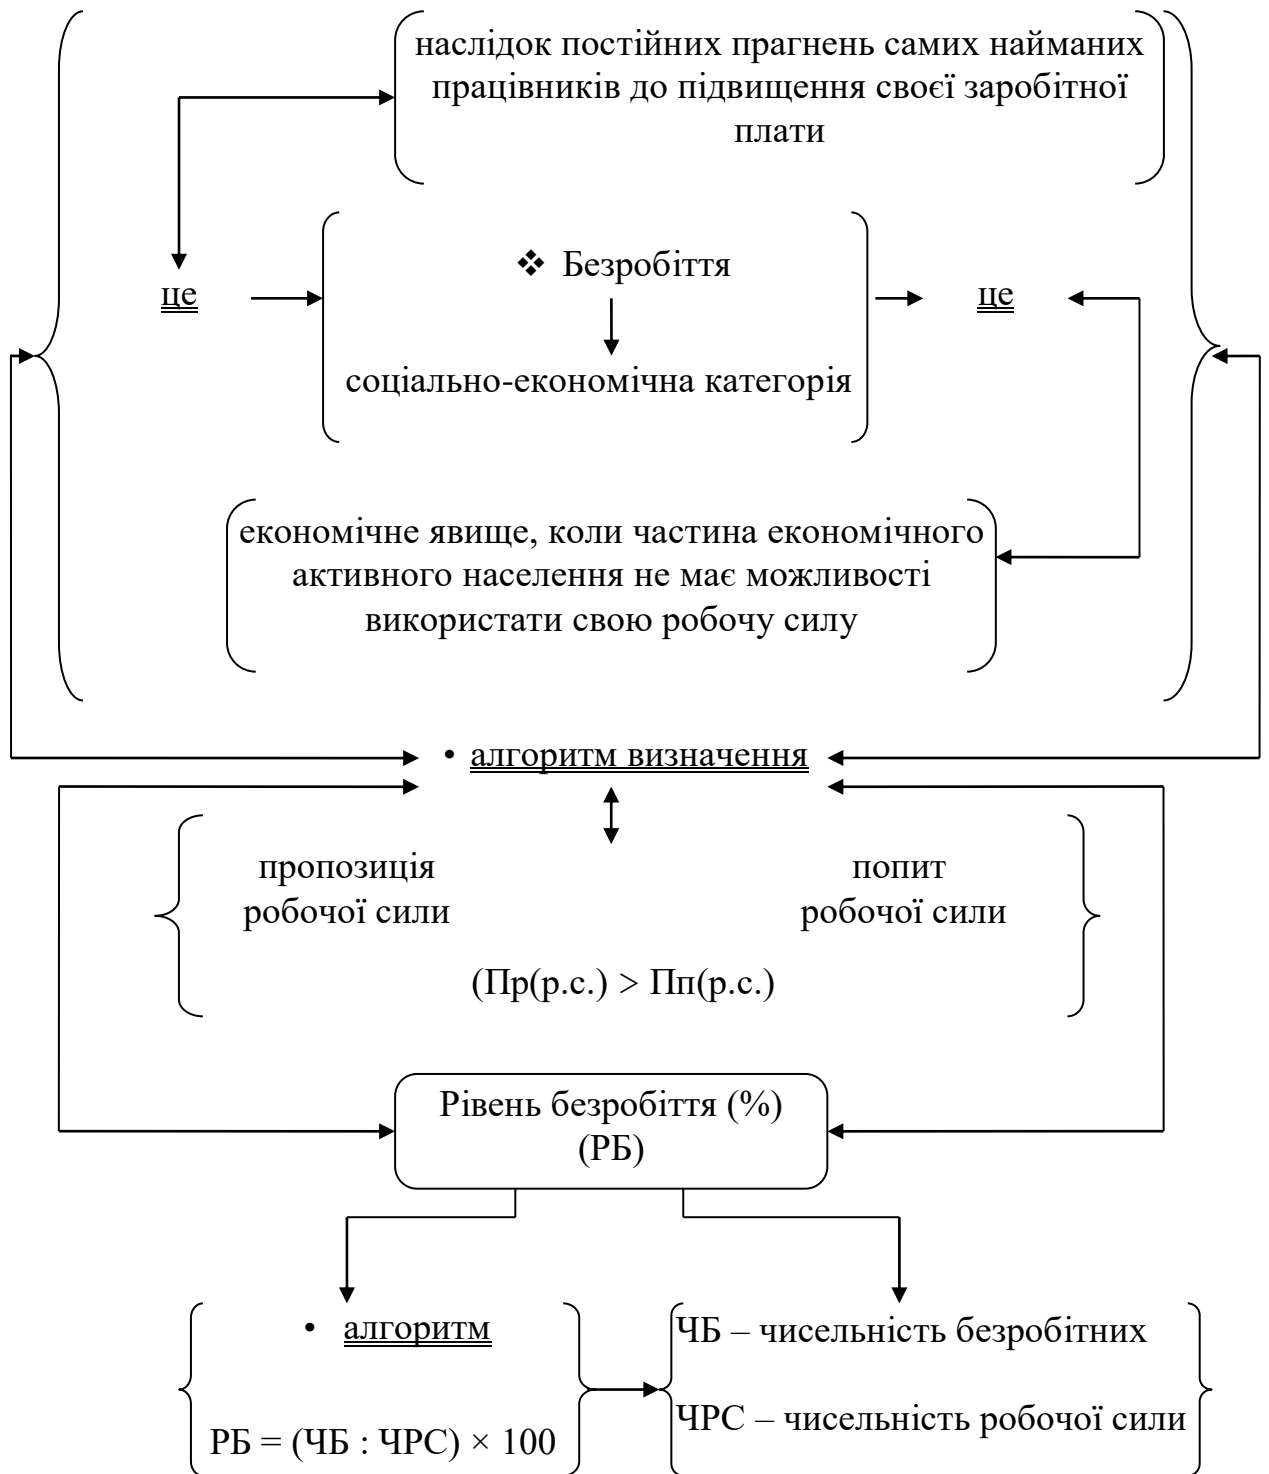 наслідок постійних прагнень самих найманих
працівників до підвищення своєї заробітної
плати
❖ Безробіття
це
це
соціально-економічна категорія
економічне явище, коли частина економічного
активного населення не має можливості
використати свою робочу силу
• алгоритм визначення
пропозиція
робочої сили
попит
робочої сили
(Пр(р.с.) > Пп(р.с.)
Рівень безробіття (%)
(РБ)
• алгоритм
РБ = (ЧБ : ЧРС) × 100
ЧБ – чисельність безробітних
ЧРС – чисельність робочої сили